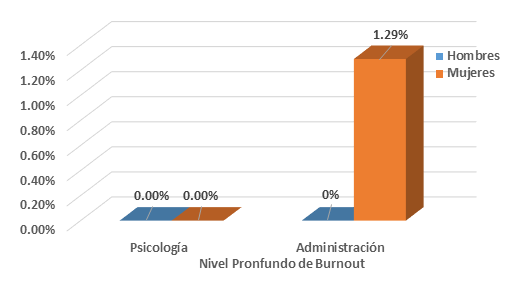 1.29%
1.40%
1.20%
1.00%
0.80%
0.60%
0.40%
0.20%
0.00%
Hombres
Mujeres
0.00%
0.00%
0%
Psicología
Administración
Nivel Pronfundo de Burnout